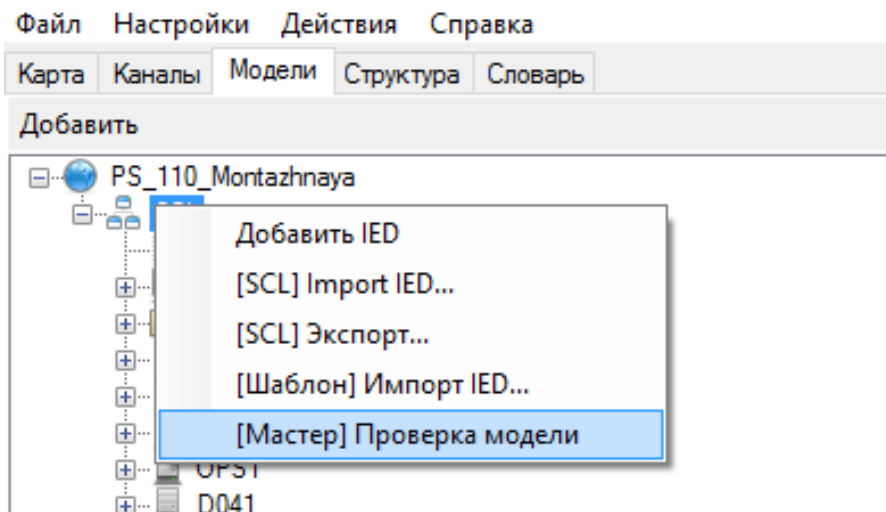 Файл Настройки Действия Справка
Карта Каналы Модели Структура Словарь
Добавить
PS_110_Montazhnaya
Добавить IED
[SCL] Import IED...
[SCL] Экспорт...
[Шаблон] Импорт IED...
[Мастер] Проверка модели
OPS1
D041